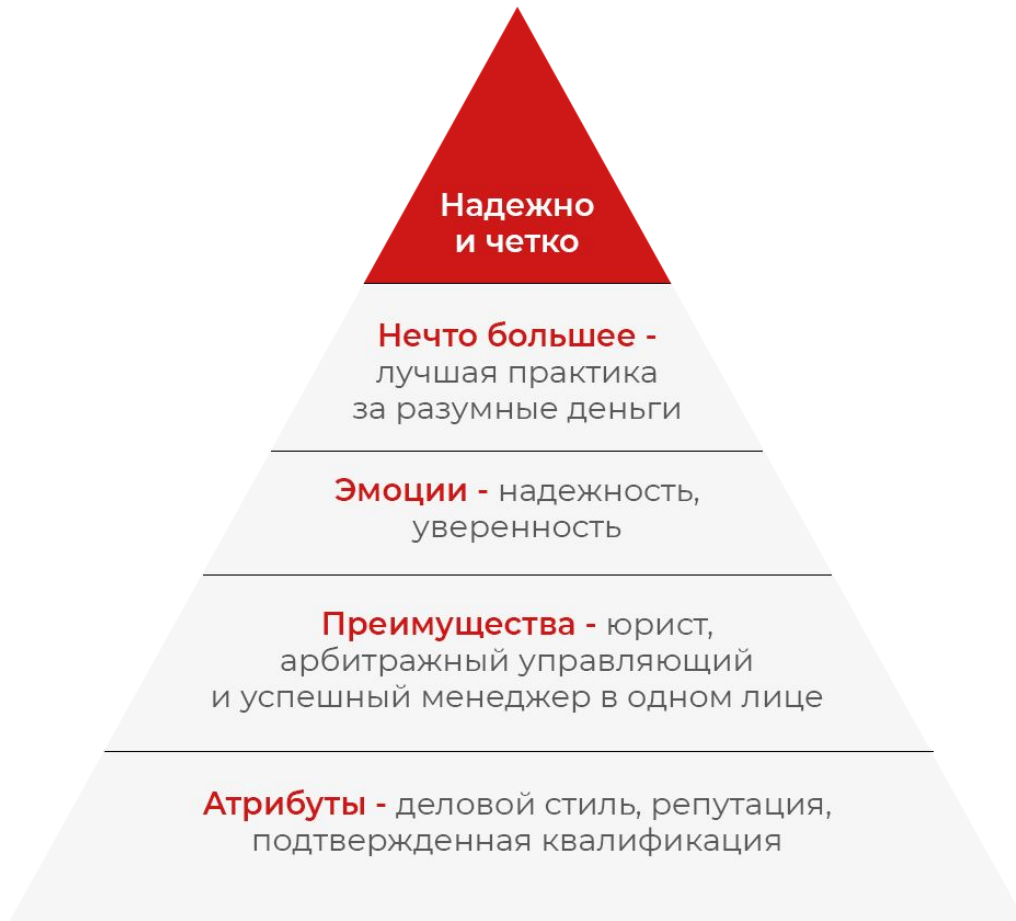 Надежно
и четко
Нечто большее -
лучшая практика
за разумные деньги
Эмоции - надежность,
уверенность
Преимущества - юрист,
арбитражный управляющий
и успешный менеджер в одном лице
Атрибуты - деловой стиль, репутация,
подтвержденная квалификация